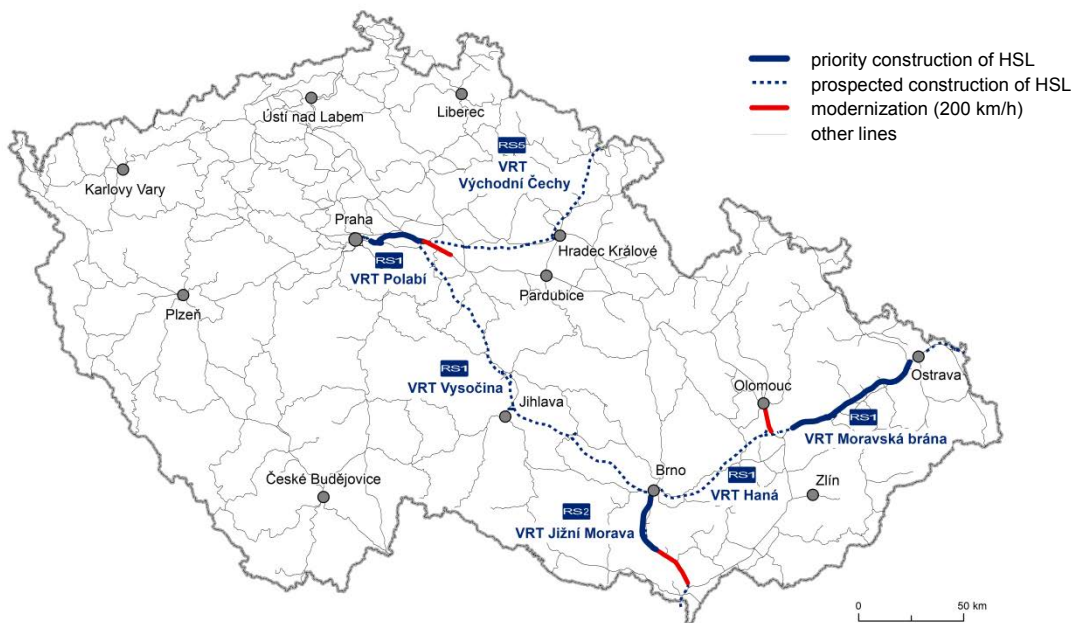 priority construction of HSL
prospected construction of HSL
modernization (200 km/h)
other lines
Ústí nad Labem
Liberec
RS5
VRT
Východní Čechy
Karlovy Vary
Praha
RS1
VRT Polabí
Hradec Králové
Pardubice
Plzeň
RS1
VRT Vysočina
Jihlava
Olomouc
Ostrava
RS1
VRT Moravská brána
České Budějovice
Brno
RS1
VRT Haná
Zlín
RS2
VRT Jižní Morava
0
50 km